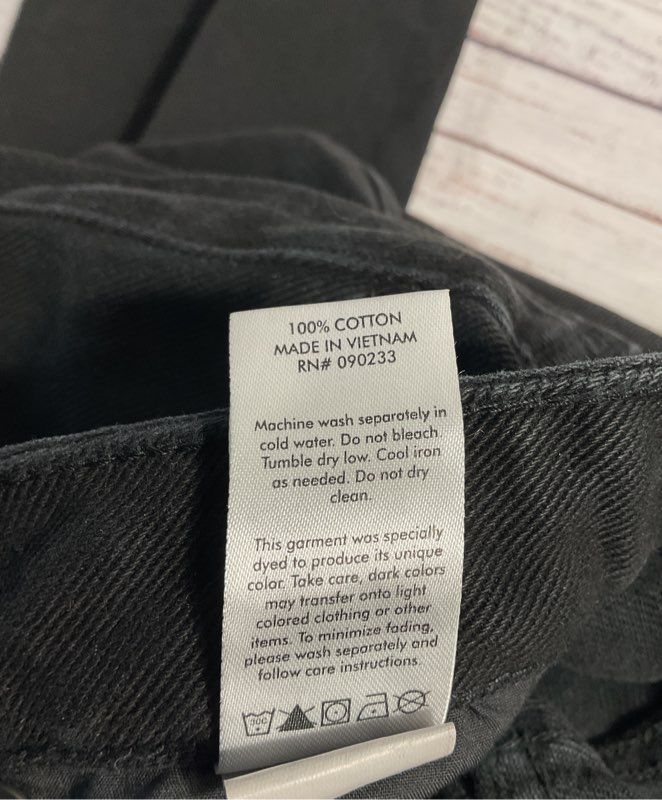 100% COTTON
MADE IN VIETNAM
RN# 090233
Machine wash separately in
cold water. Do not bleach.
Tumble dry low. Cool iron
as needed. Do not dry
clean.
This garment was specially
dyed to produce its unique
color. Take care, dark colors
may transfer onto light
colored clothing or other
items. To minimize fading,
please wash separately and
follow care instructions.
30C